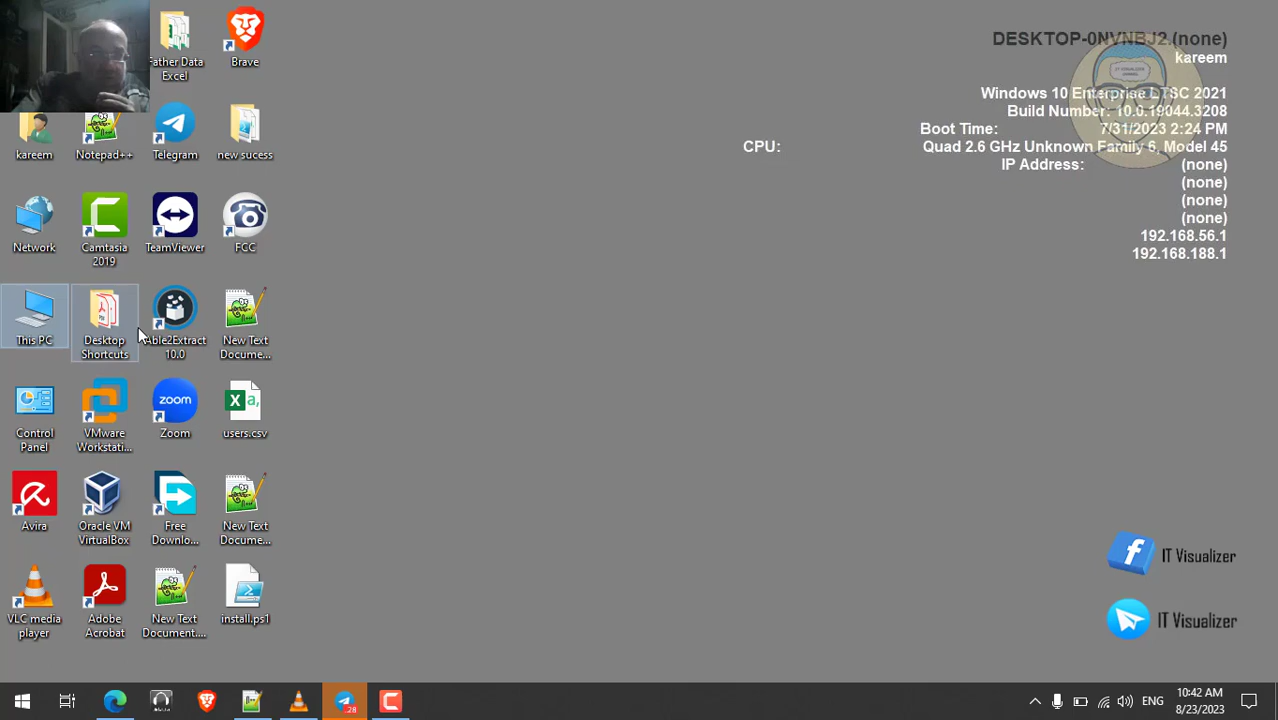 DESKTOP-0NVNBJ2.(none)
kareem
Windows 10 Enterprise LTSC 2021
Build Number: 10.0.19044.3208
Boot Time: 7/31/2023 2:24 PM
CPU: Quad 2.6 GHz Unknown Family 6, Model 45
IP Address: (none)
(none)
(none)
(none)
192.168.56.1
192.168.188.1
IT VISUALIZER
Father Data
Excel
Brave
kareem
Notepad++
Telegram
new sucess
Network
Camtasia
2019
TeamViewer
FCC
This PC
Desktop
Shortcuts
Able2Extract
10.0
New Text
Docume...
Control
Panel
VMware
Workstati...
Zoom
users.csv
Avira
Oracle VM
VirtualBox
Free
Downlo...
New Text
Docume...
VLC media
player
Adobe
Acrobat
New Text
Document....
install.ps1
IT Visualizer
IT Visualizer
28
ENG
10:42 AM
8/23/2023